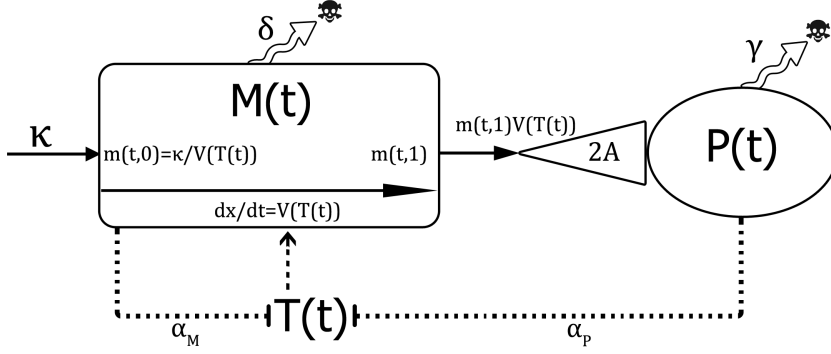 δ
γ
M(t)
κ
m(t,0)=κ/V(T(t))
m(t,1)
m(t,1)V(T(t))
2A
P(t)
dx/dt=V(T(t))
T(t)
α_M
α_P